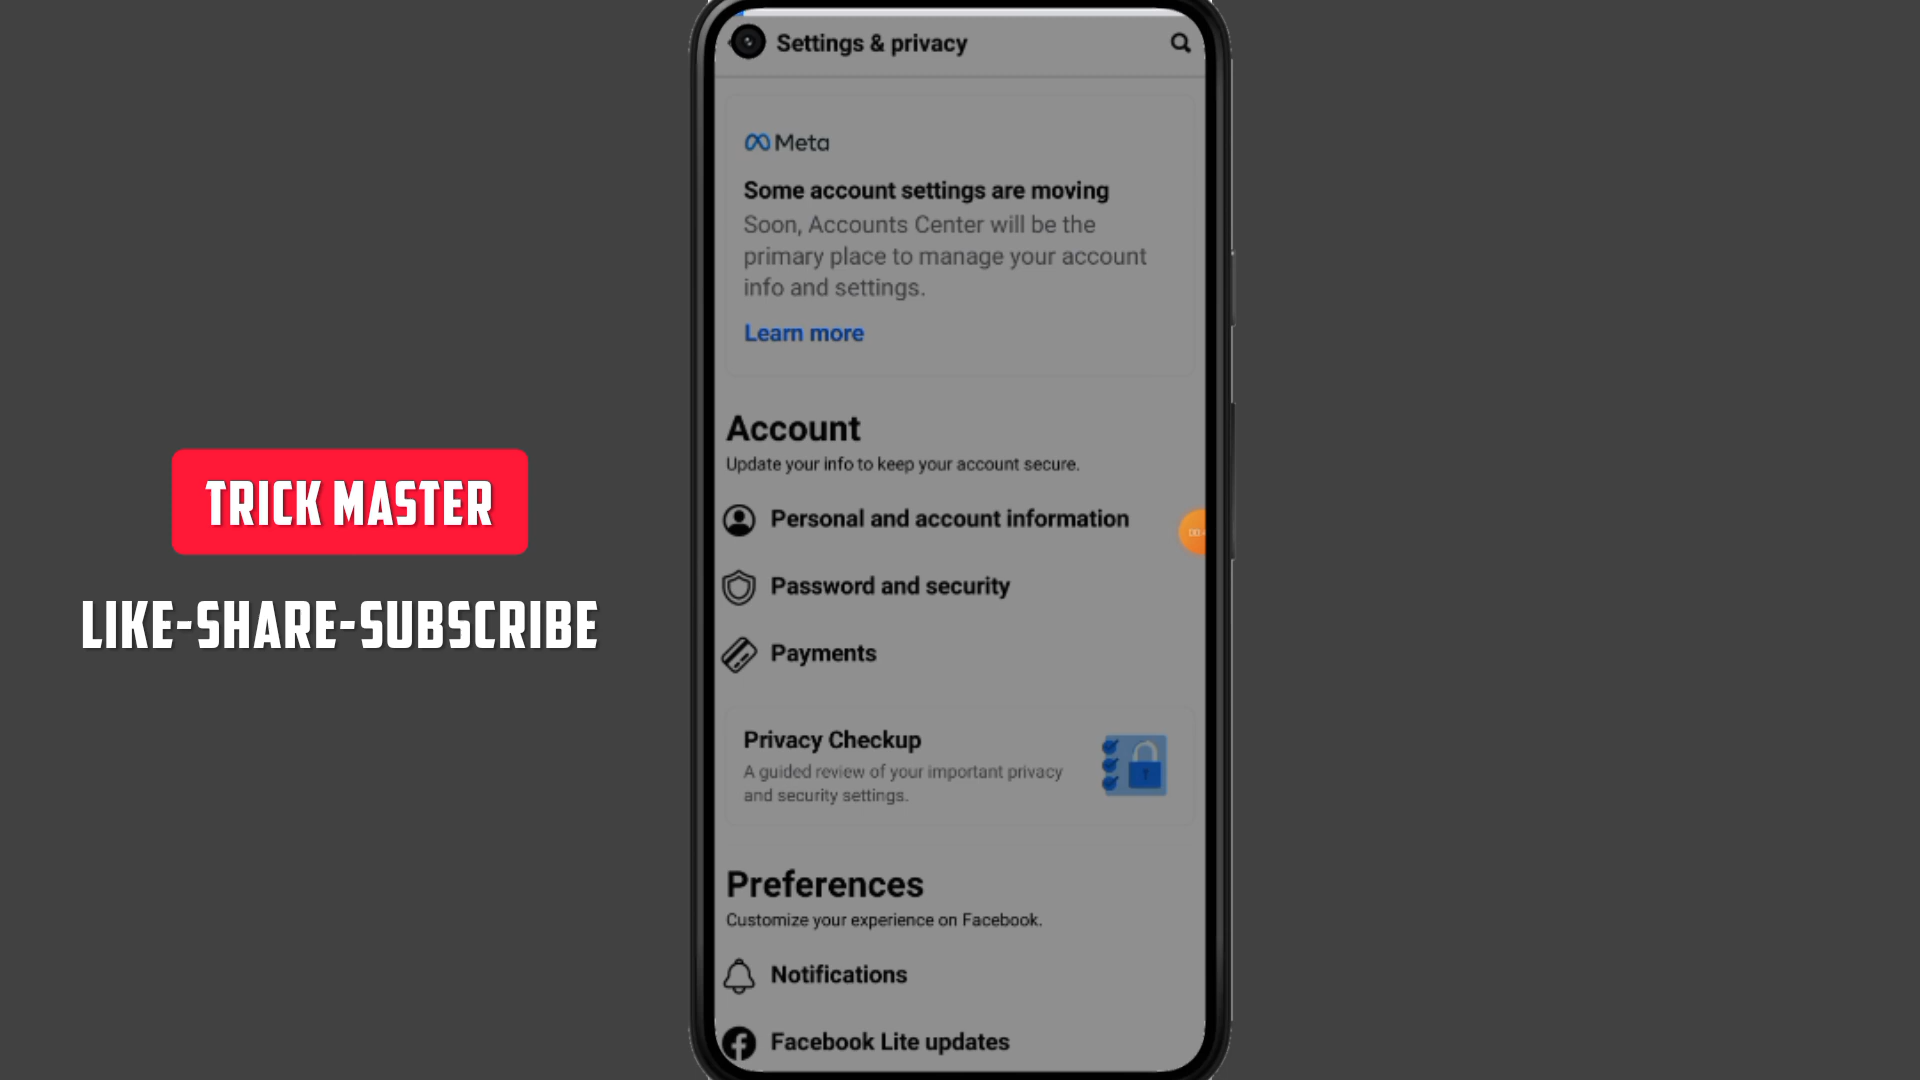 Settings & privacy
Meta
Some account settings are moving
Soon, Accounts Center will be the
primary place to manage your account
info and settings.
Learn more
Account
Update your info to keep your account secure.
Personal and account information
Password and security
Payments
Privacy Checkup
A guided review of your important privacy
and security settings.
Preferences
Customize your experience on Facebook.
Notifications
Facebook Lite updates
TRICK MASTER
LIKE-SHARE-SUBSCRIBE